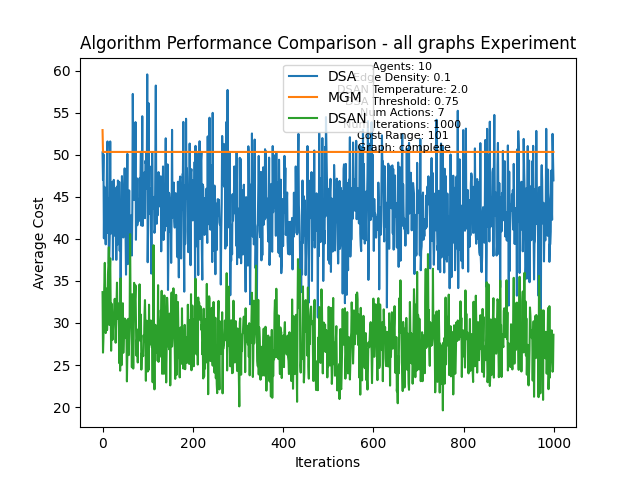 Algorithm Performance Comparison - all graphs Experiment
DSA
MGM
DSAN
Agents: 10
Edge Density: 0.1
DSAN Temperature: 2.0
DSA Threshold: 0.75
Num Actions: 7
Num Iterations: 1000
Cost Range: 101
Graph: complete
60
55
50
45
40
35
30
25
20
Average Cost
0
200
400
600
800
1000
Iterations